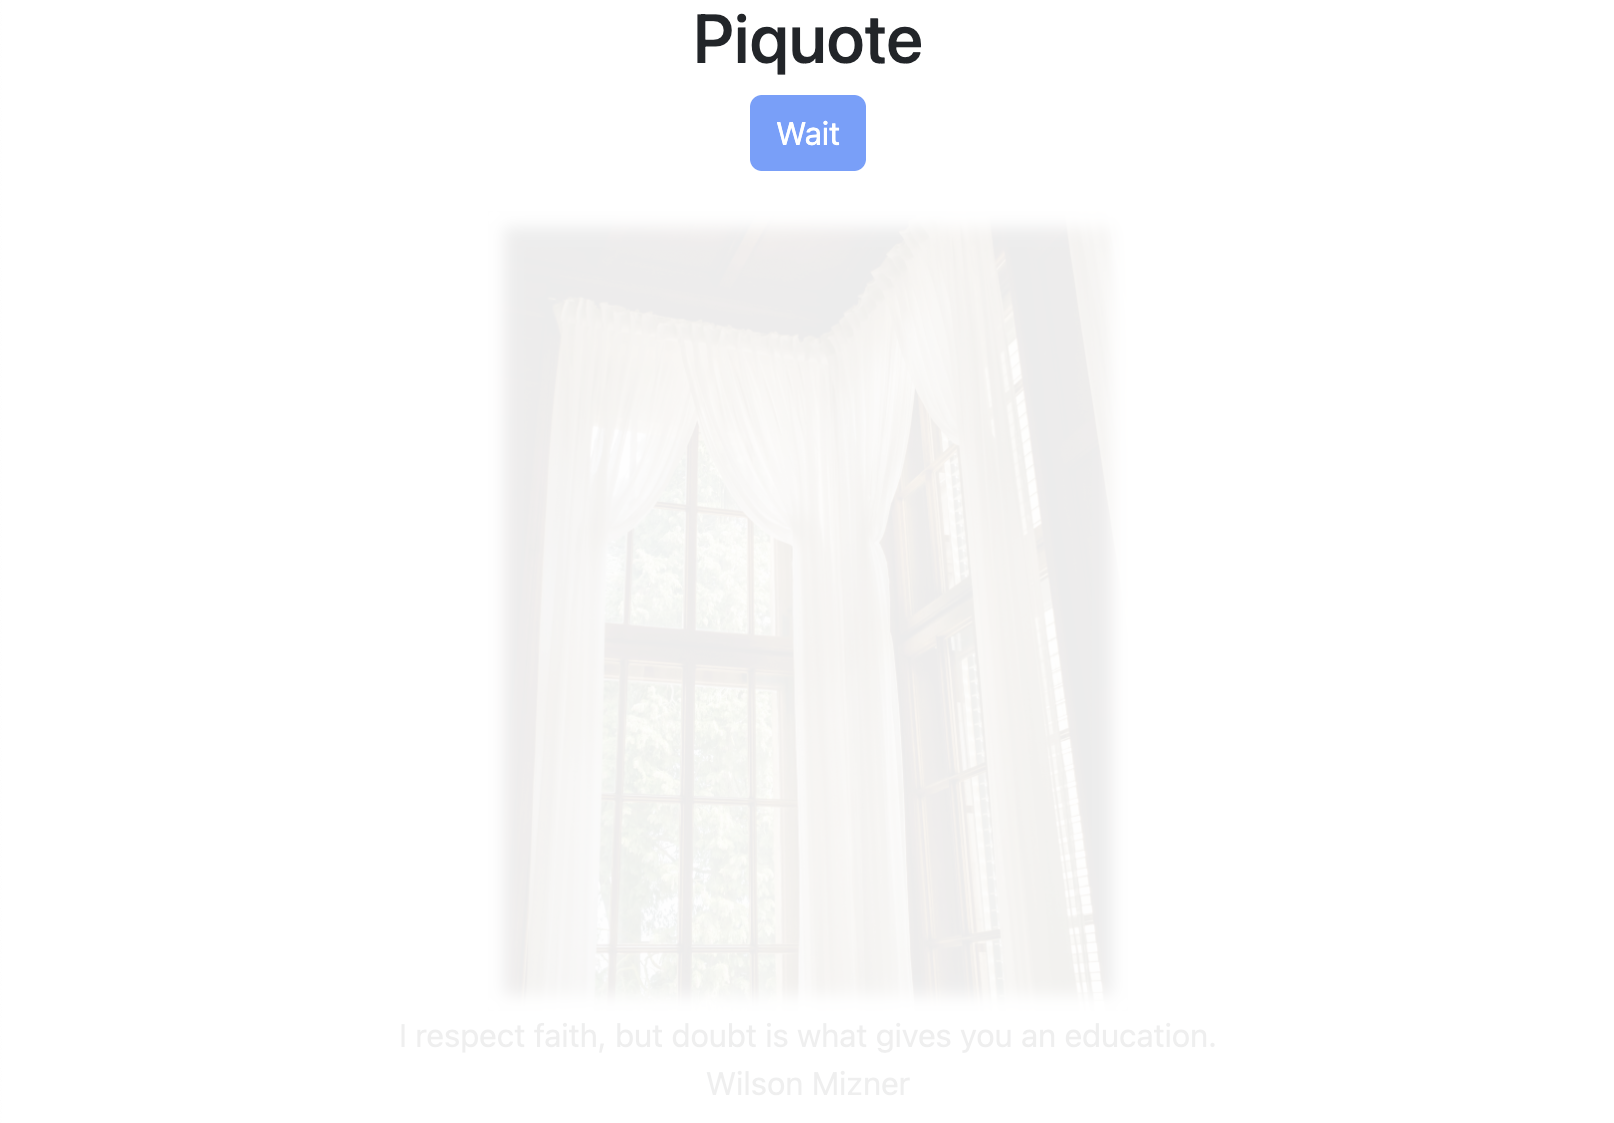 Piquote
Wait
I respect faith, but doubt is what gives you an education.
Wilson Mizner